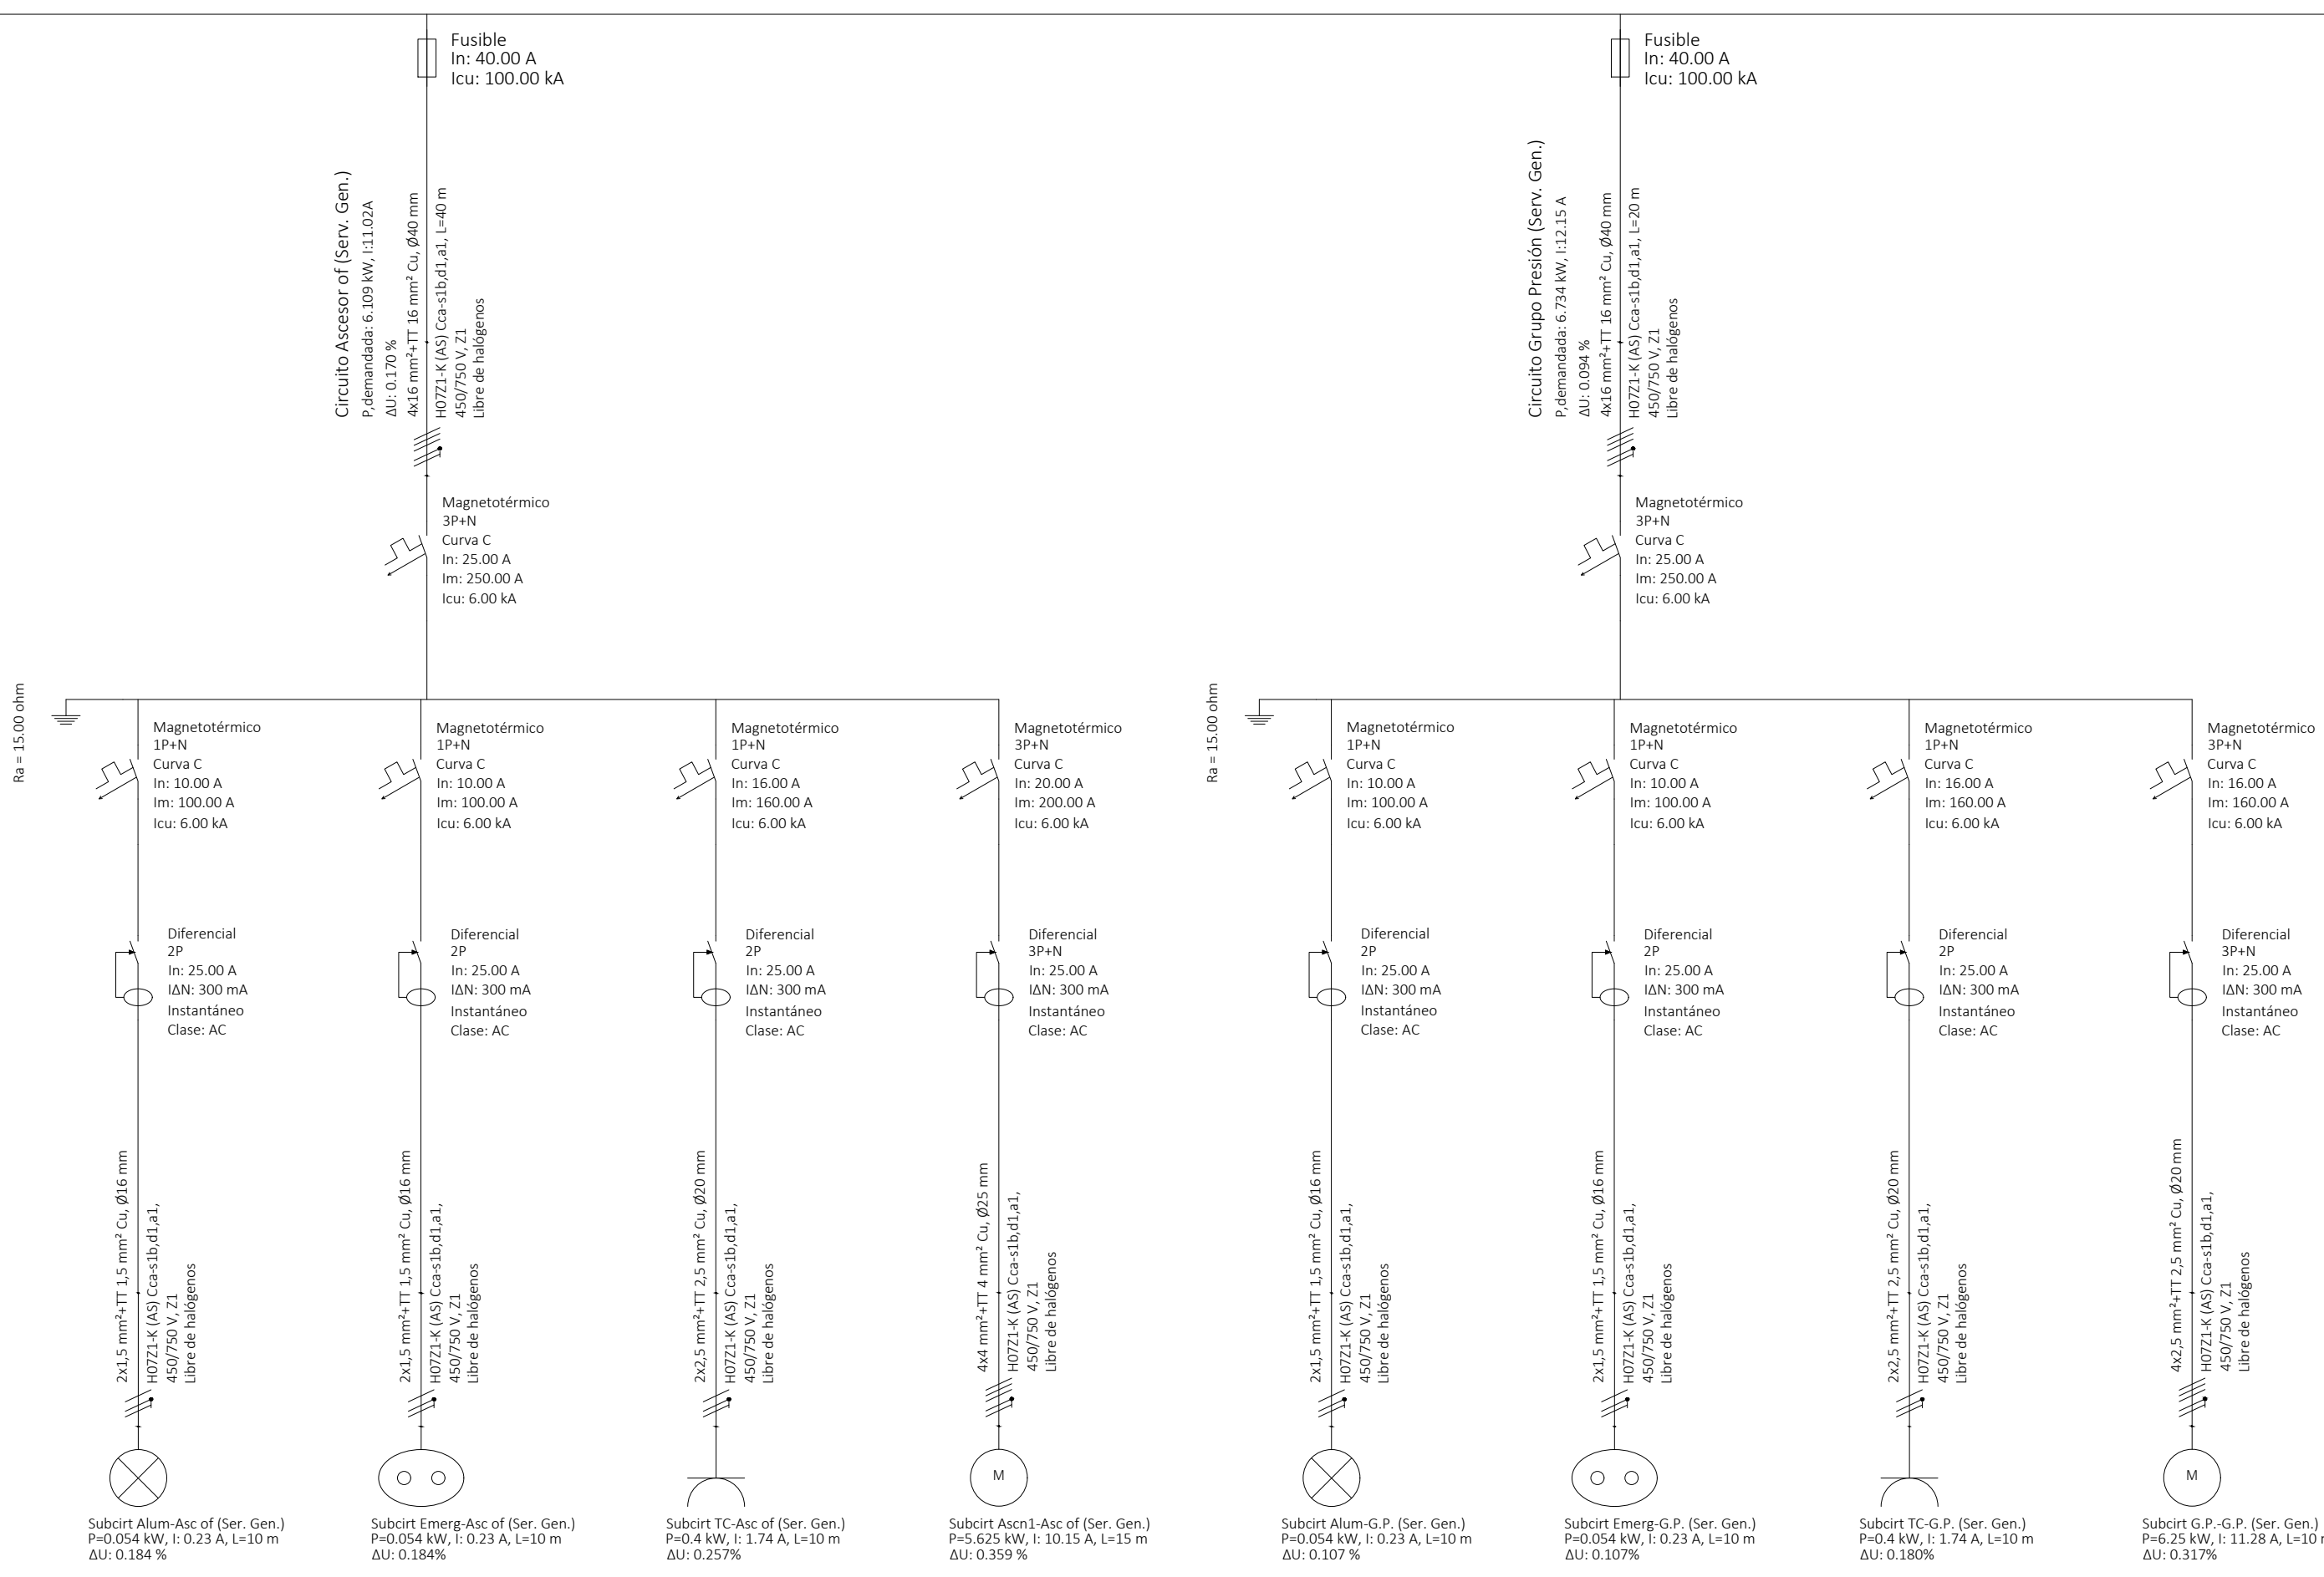 Fusible
In: 40.00 A
Icu: 100.00 kA
Circuito Ascesor of (Serv. Gen.)
P,demandada: 6.109 kW, I:11.02A
ΔU: 0.170 %
4x16 mm²+TT 16 mm² Cu, Ø40 mm
H07Z1-K (AS) Cca-s1b,d1,a1, L=40 m
450/750 V, Z1
Libre de halógenos
Magnetotérmico
3P+N
Curva C
In: 25.00 A
Im: 250.00 A
Icu: 6.00 kA
Ra = 15.00 ohm
Magnetotérmico
1P+N
Curva C
In: 10.00 A
Im: 100.00 A
Icu: 6.00 kA
Diferencial
2P
In: 25.00 A
IΔN: 300 mA
Instantáneo
Clase: AC
2x1,5 mm²+TT 1,5 mm² Cu, Ø16 mm
H07Z1-K (AS) Cca-s1b,d1,a1,
450/750 V, Z1
Libre de halógenos
Subcirt Alum-Asc of (Ser. Gen.)
P=0.054 kW, I: 0.23 A, L=10 m
ΔU: 0.184 %
Magnetotérmico
1P+N
Curva C
In: 10.00 A
Im: 100.00 A
Icu: 6.00 kA
Diferencial
2P
In: 25.00 A
IΔN: 300 mA
Instantáneo
Clase: AC
2x1,5 mm²+TT 1,5 mm² Cu, Ø16 mm
H07Z1-K (AS) Cca-s1b,d1,a1,
450/750 V, Z1
Libre de halógenos
Subcirt Emerg-Asc of (Ser. Gen.)
P=0.054 kW, I: 0.23 A, L=10 m
ΔU: 0.184%
Magnetotérmico
1P+N
Curva C
In: 16.00 A
Im: 160.00 A
Icu: 6.00 kA
Diferencial
2P
In: 25.00 A
IΔN: 300 mA
Instantáneo
Clase: AC
2x2,5 mm²+TT 2,5 mm² Cu, Ø20 mm
H07Z1-K (AS) Cca-s1b,d1,a1,
450/750 V, Z1
Libre de halógenos
Subcirt TC-Asc of (Ser. Gen.)
P=0.4 kW, I: 1.74 A, L=10 m
ΔU: 0.257%
Magnetotérmico
3P+N
Curva C
In: 20.00 A
Im: 200.00 A
Icu: 6.00 kA
Diferencial
3P+N
In: 25.00 A
IΔN: 300 mA
Instantáneo
Clase: AC
4x4 mm²+TT 4 mm² Cu, Ø25 mm
H07Z1-K (AS) Cca-s1b,d1,a1,
450/750 V, Z1
Libre de halógenos
M
Subcirt Ascn1-Asc of (Ser. Gen.)
P=5.625 kW, I: 10.15 A, L=15 m
ΔU: 0.359 %
Fusible
In: 40.00 A
Icu: 100.00 kA
Circuito Grupo Presión (Serv. Gen.)
P,demandada: 6.734 kW, I:12.15 A
ΔU: 0.094 %
4x16 mm²+TT 16 mm² Cu, Ø40 mm
H07Z1-K (AS) Cca-s1b,d1,a1, L=20 m
450/750 V, Z1
Libre de halógenos
Magnetotérmico
3P+N
Curva C
In: 25.00 A
Im: 250.00 A
Icu: 6.00 kA
Ra = 15.00 ohm
Magnetotérmico
1P+N
Curva C
In: 10.00 A
Im: 100.00 A
Icu: 6.00 kA
Diferencial
2P
In: 25.00 A
IΔN: 300 mA
Instantáneo
Clase: AC
2x1,5 mm²+TT 1,5 mm² Cu, Ø16 mm
H07Z1-K (AS) Cca-s1b,d1,a1,
450/750 V, Z1
Libre de halógenos
Subcirt Alum-G.P. (Ser. Gen.)
P=0.054 kW, I: 0.23 A, L=10 m
ΔU: 0.107 %
Magnetotérmico
1P+N
Curva C
In: 10.00 A
Im: 100.00 A
Icu: 6.00 kA
Diferencial
2P
In: 25.00 A
IΔN: 300 mA
Instantáneo
Clase: AC
2x1,5 mm²+TT 1,5 mm² Cu, Ø16 mm
H07Z1-K (AS) Cca-s1b,d1,a1,
450/750 V, Z1
Libre de halógenos
Subcirt Emerg-G.P. (Ser. Gen.)
P=0.054 kW, I: 0.23 A, L=10 m
ΔU: 0.107%
Magnetotérmico
1P+N
Curva C
In: 16.00 A
Im: 160.00 A
Icu: 6.00 kA
Diferencial
2P
In: 25.00 A
IΔN: 300 mA
Instantáneo
Clase: AC
2x2,5 mm²+TT 2,5 mm² Cu, Ø20 mm
H07Z1-K (AS) Cca-s1b,d1,a1,
450/750 V, Z1
Libre de halógenos
Subcirt TC-G.P. (Ser. Gen.)
P=0.4 kW, I: 1.74 A, L=10 m
ΔU: 0.180%
Magnetotérmico
3P+N
Curva C
In: 16.00 A
Im: 160.00 A
Icu: 6.00 kA
Diferencial
3P+N
In: 25.00 A
IΔN: 300 mA
Instantáneo
Clase: AC
4x2,5 mm²+TT 2,5 mm² Cu, Ø20 mm
H07Z1-K (AS) Cca-s1b,d1,a1,
450/750 V, Z1
Libre de halógenos
M
Subcirt G.P.-G.P. (Ser. Gen.)
P=6.25 kW, I: 11.28 A, L=10
ΔU: 0.317%